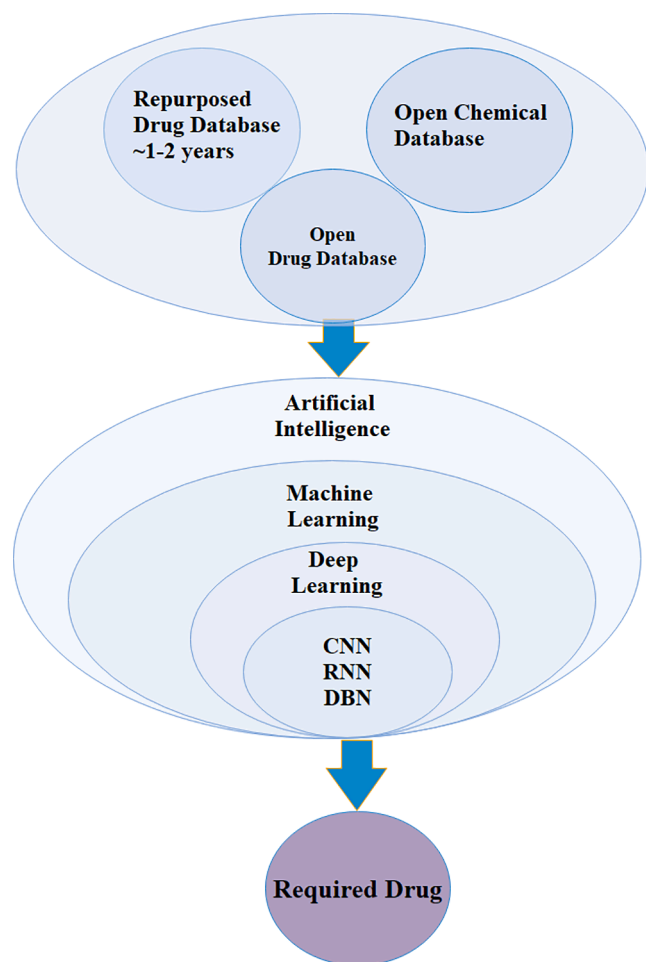 Repurposed
Drug Database
~1-2 years
Open Chemical
Database
Open
Drug Database
Artificial
Intelligence
Machine
Learning
Deep
Learning
CNN
RNN
DBN
Required Drug